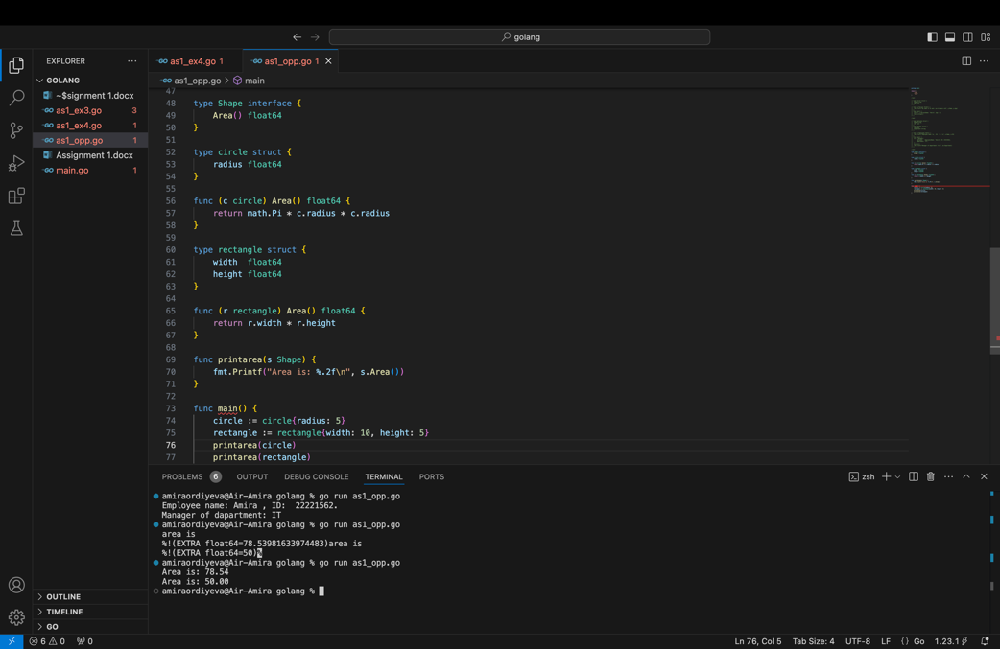 golang
EXPLORER
GOLANG
~$signment 1.docx
as1_ex3.go 3
as1_ex4.go 1
as1_opp.go 1
Assignment 1.docx
main.go 1
OUTLINE
TIMELINE
GO
as1_ex4.go 1
as1_opp.go 1
as1_opp.go > main
47
48 type Shape interface {
49 Area() float64
50 }
51
52 type circle struct {
53 radius float64
54 }
55
56 func (c circle) Area() float64 {
57 return math.Pi * c.radius * c.radius
58 }
59
60 type rectangle struct {
61 width float64
62 height float64
63 }
64
65 func (r rectangle) Area() float64 {
66 return r.width * r.height
67 }
68
69 func printarea(s Shape) {
70 fmt.Printf("Area is: %.2f\n", s.Area())
71 }
72
73 func main() {
74 circle := circle{radius: 5}
75 rectangle := rectangle{width: 10, height: 5}
76 printarea(circle)
77 printarea(rectangle)
PROBLEMS 6 OUTPUT DEBUG CONSOLE TERMINAL PORTS
zsh
amiraordiyeva@Air-Amira golang % go run as1_opp.go
Employee name: Amira , ID:  22221562.
Manager of dapartment: IT
amiraordiyeva@Air-Amira golang % go run as1_opp.go
area is
%!(EXTRA float64=78.53981633974483)area is
%!(EXTRA float64=50)%
amiraordiyeva@Air-Amira golang % go run as1_opp.go
Area is: 78.54
Area is: 50.00
amiraordiyeva@Air-Amira golang %
6 0 0
Ln 76, Col 5 Tab Size: 4 UTF-8 LF {} Go 1.23.1